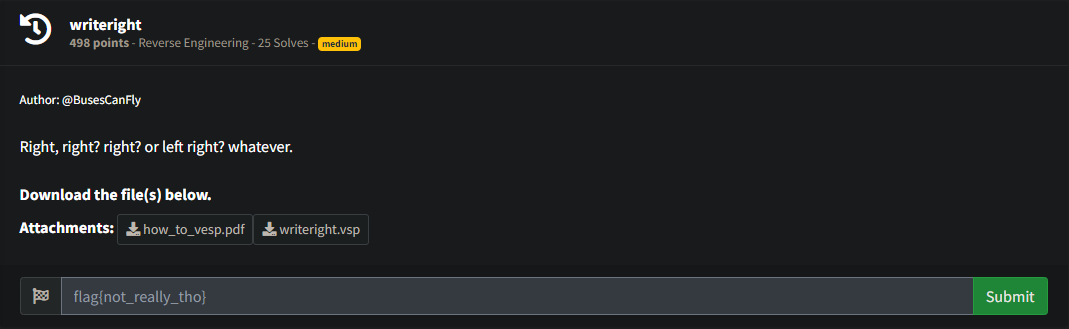 writeright
498 points - Reverse Engineering - 25 Solves - medium
Author: @BusesCanFly
Right, right? right? or left right? whatever.
Download the file(s) below.
Attachments: how_to_vesp.pdf writeright.vsp
flag{not_really_tho} Submit